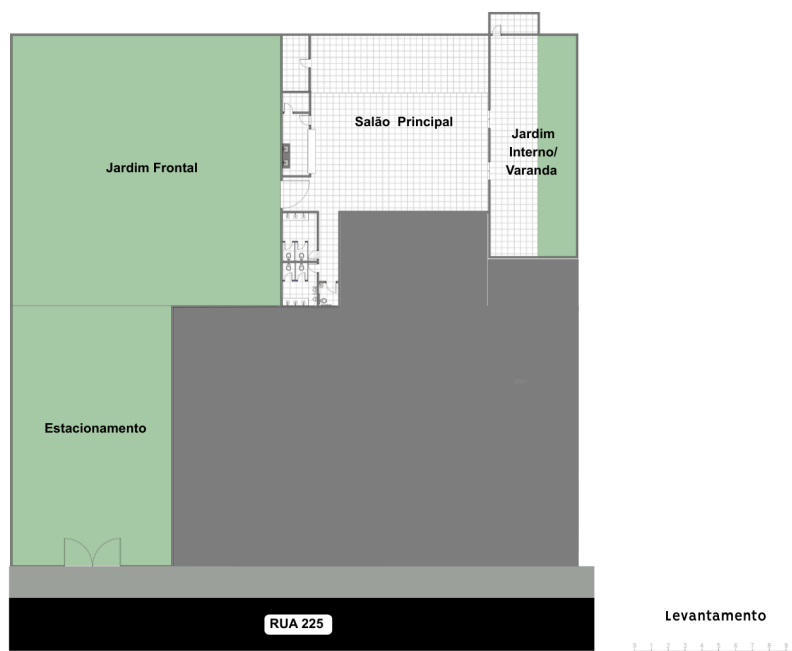 Salão Principal
Jardim
Interno/
Varanda
Jardim Frontal
Estacionamento
RUA 225
Levantamento